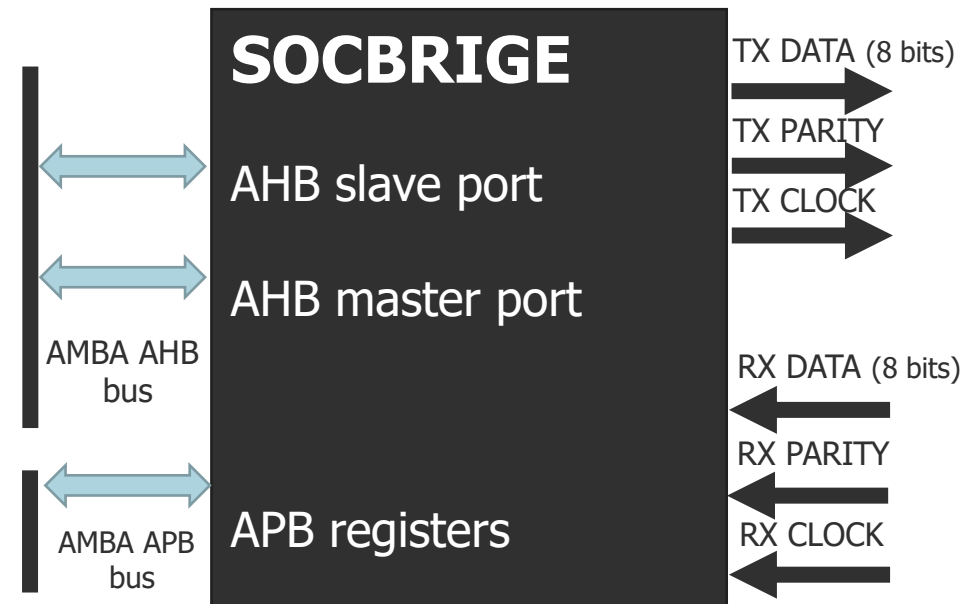 SOCBRIGE
AHB slave port
AHB master port
APB registers
AMBA AHB
bus
AMBA APB
bus
TX DATA (8 bits)
TX PARITY
TX CLOCK
RX DATA (8 bits)
RX PARITY
RX CLOCK